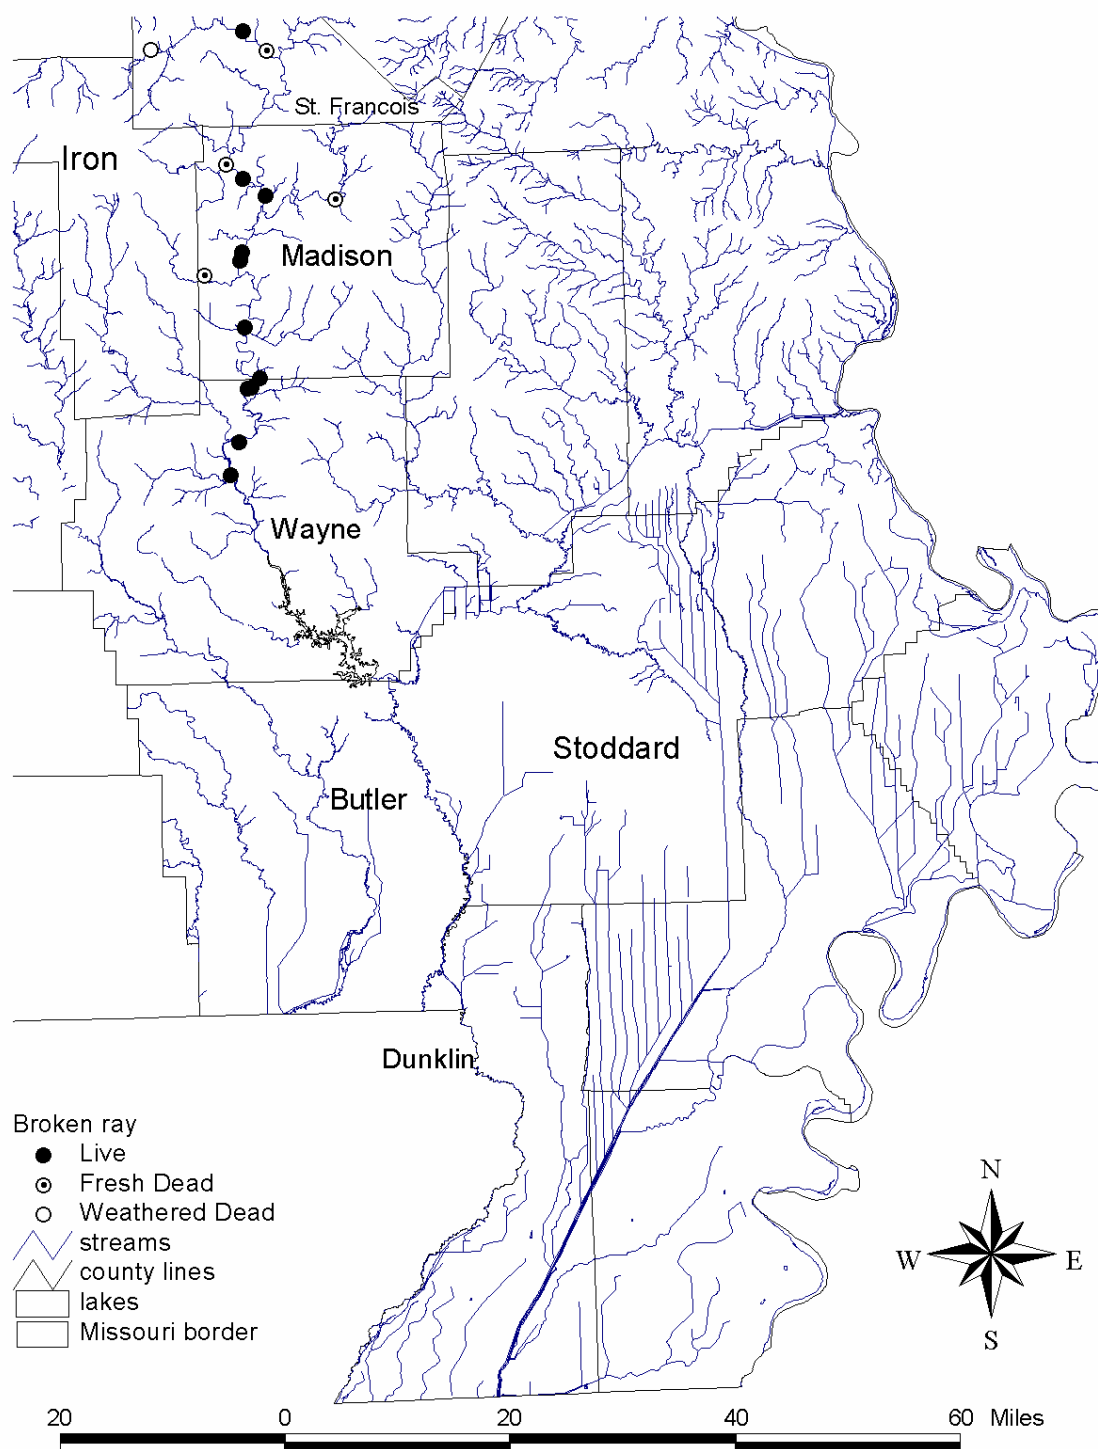 St. Francois
Iron
Madison
Wayne
Stoddard
Butler
Dunklin
Broken ray
Live
Fresh Dead
Weathered Dead
streams
county lines
lakes
Missouri border
N
W E
S
20 0 20 40 60 Miles